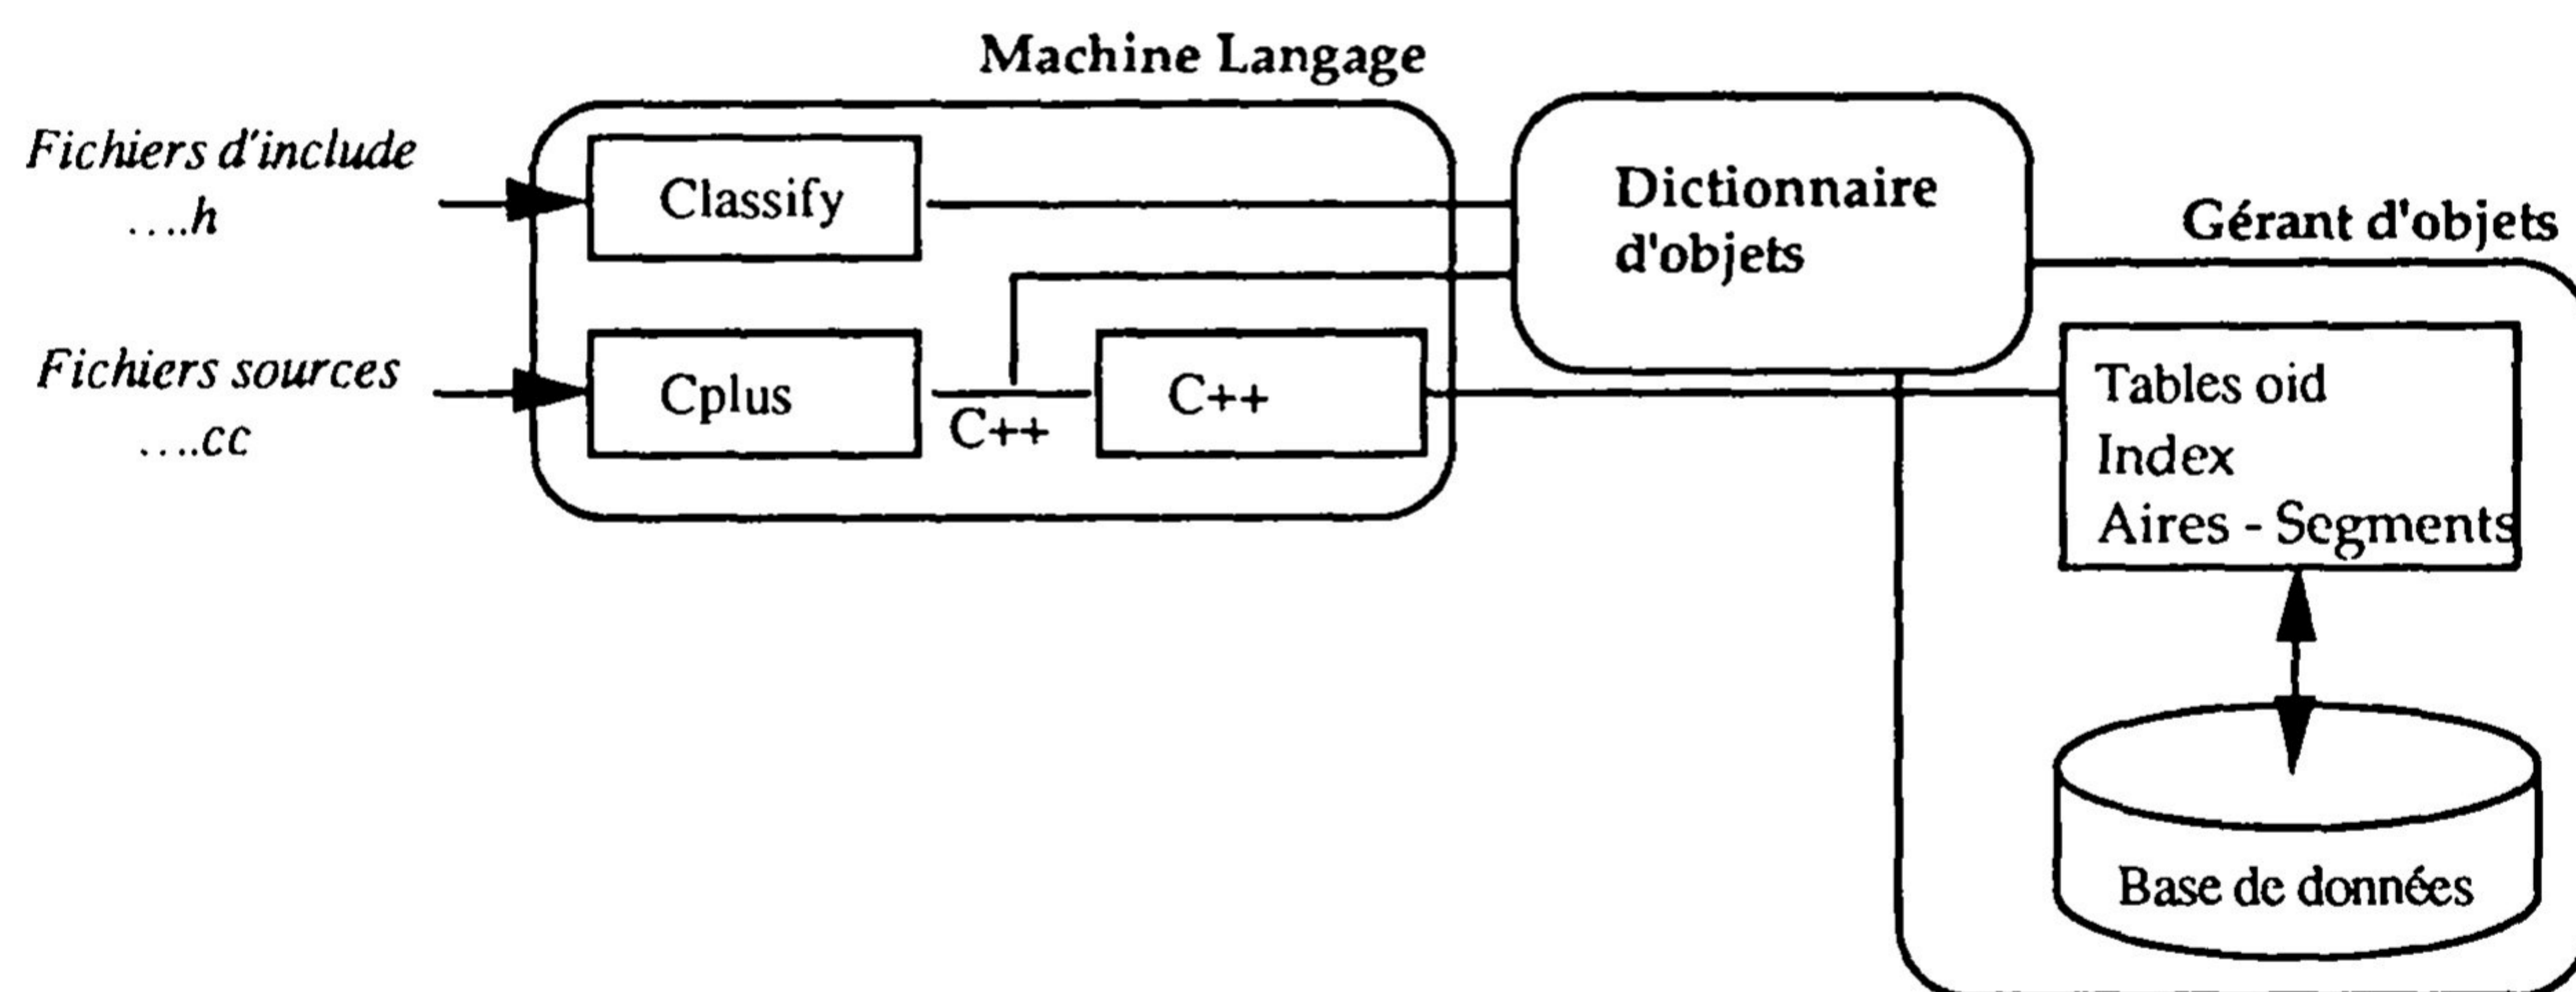 Machine Langage
Fichiers d'include
....h
Classify
Dictionnaire
d'objets
Gérant d'objets
Fichiers sources
....cc
Cplus
C++
C++
Tables oid
Index
Aires - Segments
Base de données